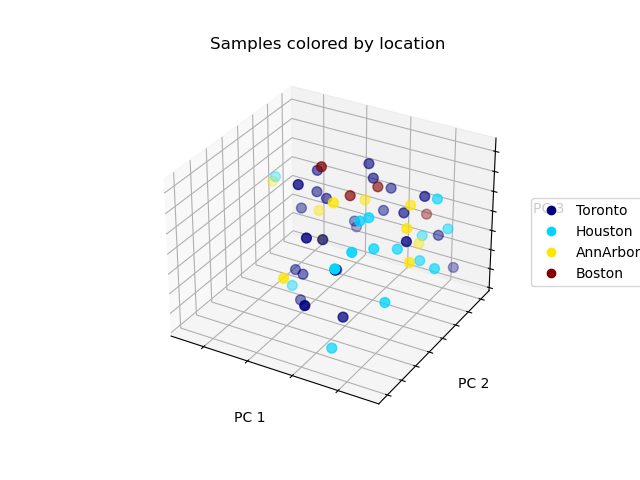 Samples colored by location
PC 3
Toronto
Houston
AnnArbor
Boston
PC 2
PC 1